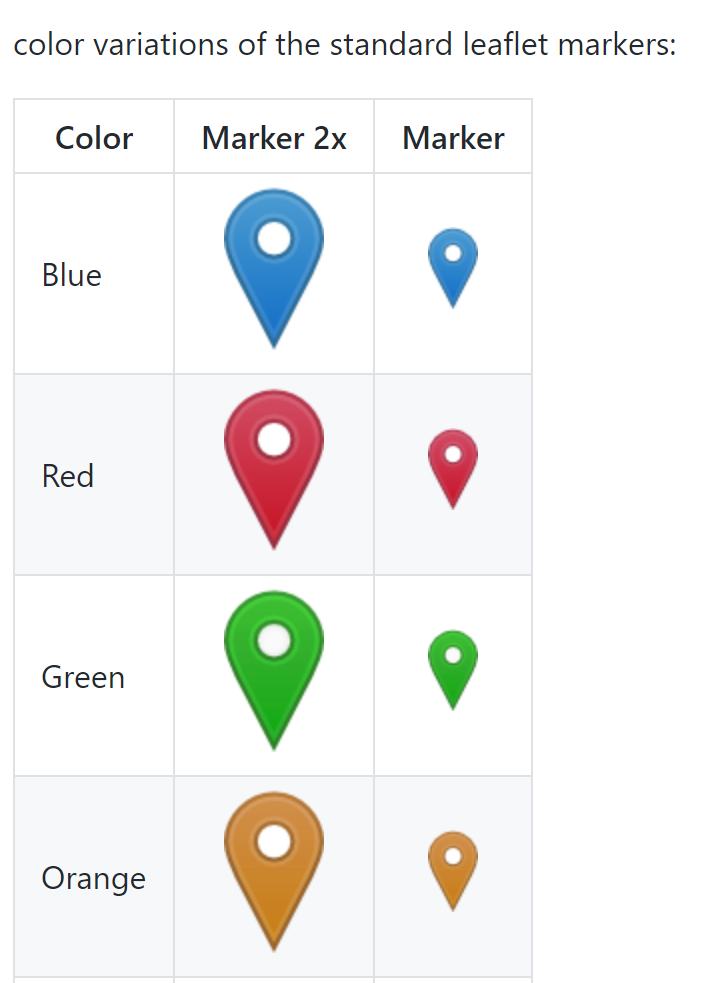 color variations of the standard leaflet markers:
Color Marker 2x Marker
Blue
Red
Green
Orange